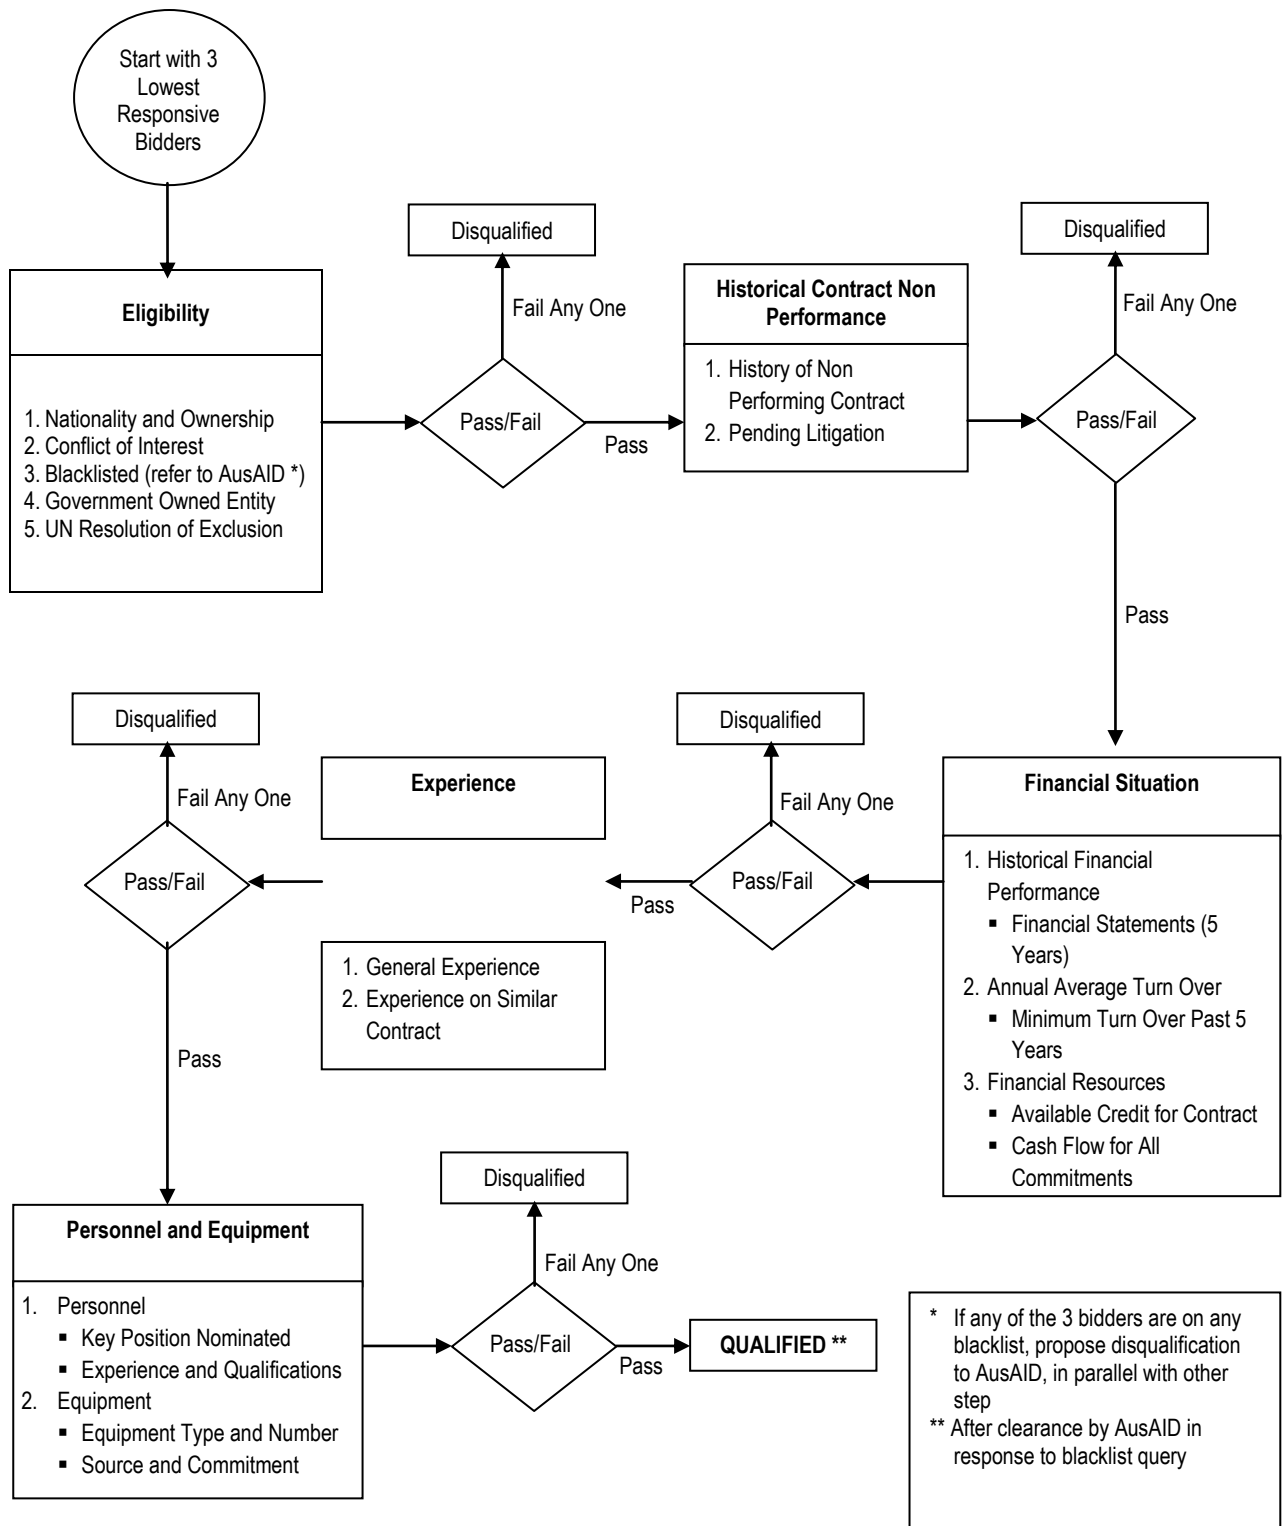 Start with 3
Lowest
Responsive
Bidders
Eligibility
1. Nationality and Ownership
2. Conflict of Interest
3. Blacklisted (refer to AusAID *)
4. Government Owned Entity
5. UN Resolution of Exclusion
Disqualified
Fail Any One
Pass/Fail
Pass
Historical Contract Non
Performance
1. History of Non
Performing Contract
2. Pending Litigation
Disqualified
Fail Any One
Pass/Fail
Pass
Financial Situation
1. Historical Financial
Performance
▪ Financial Statements (5
Years)
2. Annual Average Turn Over
▪ Minimum Turn Over Past 5
Years
3. Financial Resources
▪ Available Credit for Contract
▪ Cash Flow for All
Commitments
Disqualified
Fail Any One
Pass/Fail
Pass
Experience
1. General Experience
2. Experience on Similar
Contract
Disqualified
Fail Any One
Pass/Fail
Pass
Personnel and Equipment
1. Personnel
▪ Key Position Nominated
▪ Experience and Qualifications
2. Equipment
▪ Equipment Type and Number
▪ Source and Commitment
Disqualified
Fail Any One
Pass/Fail
Pass
QUALIFIED **
* If any of the 3 bidders are on any
blacklist, propose disqualification
to AusAID, in parallel with other
step
** After clearance by AusAID in
response to blacklist query